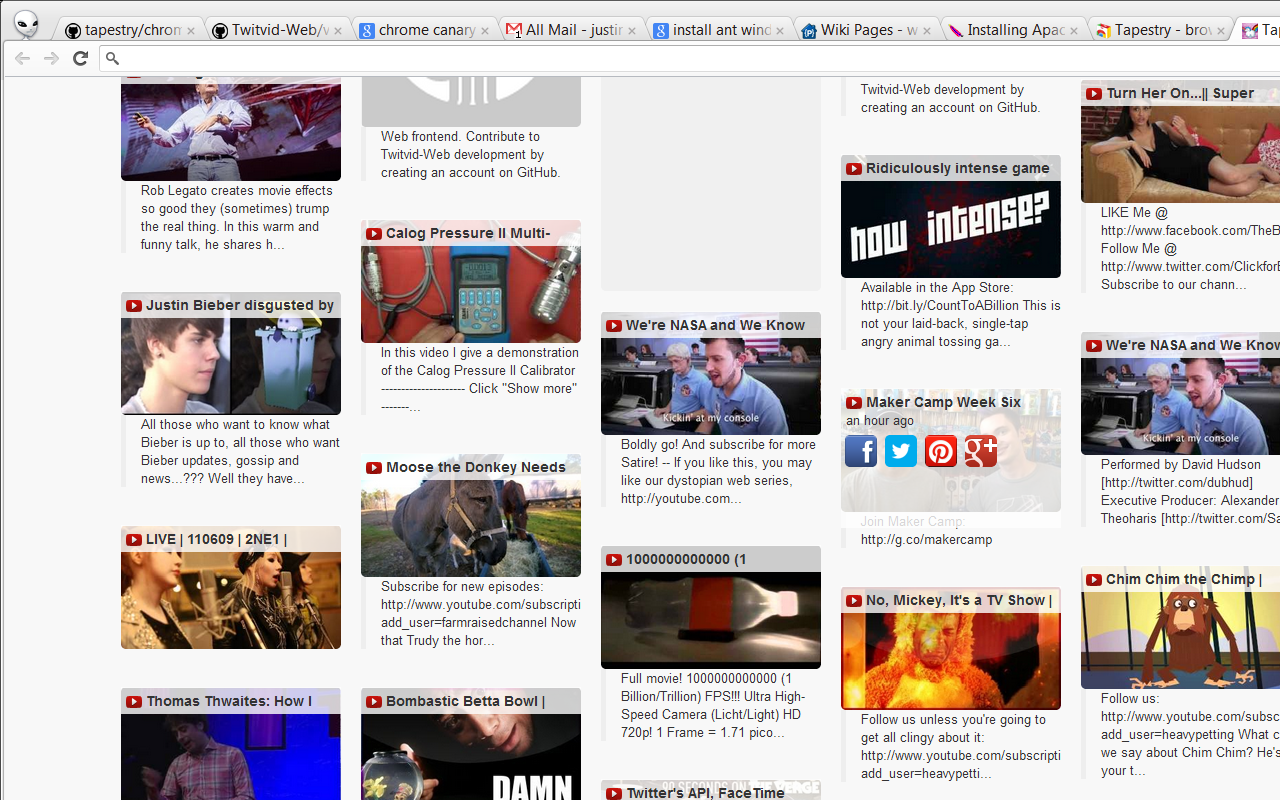 tapestry/chron
Twitvid-Web/v
chrome canary
All Mail - justin
install ant wind
Wiki Pages - w
Installing Apac
Tapestry - brow
Tap
Rob Legato creates movie effects
so good they (sometimes) trump
the real thing. In this warm and
funny talk, he shares h...
Justin Bieber disgusted by
All those who want to know what
Bieber is up to, all those who want
Bieber updates, gossip and
news...??? Well they have...
LIVE | 110609 | 2NE1 |
Thomas Thwaites: How I
Web frontend. Contribute to
Twitvid-Web development by
creating an account on GitHub.
Calog Pressure II Multi-
In this video I give a demonstration
of the Calog Pressure II Calibrator
--------------------- Click "Show more"
-------...
Moose the Donkey Needs
Subscribe for new episodes:
http://www.youtube.com/subscripti
add_user=farmraisedchannel Now
that Trudy the hor...
Bombastic Betta Bowl |
DAMN
We're NASA and We Know
Kickin' at my console
Boldly go! And subscribe for more
Satire! -- If you like this, you may
like our dystopian web series,
http://youtube.com...
1000000000000 (1
Full movie! 1000000000000 (1
Billion/Trillion) FPS!!! Ultra High-
Speed Camera (Licht/Light) HD
720p! 1 Frame = 1.71 pico...
Twitter's API, FaceTime
Twitvid-Web development by
creating an account on GitHub.
Ridiculously intense game
HOW INTENSE?
Available in the App Store:
http://bit.ly/CountToABillion This is
not your laid-back, single-tap
angry animal tossing ga...
Maker Camp Week Six
an hour ago
Join Maker Camp:
http://g.co/makercamp
No, Mickey, It's a TV Show |
Follow us unless you're going to
get all clingy about it:
http://www.youtube.com/subscripti
add_user=heavypetti...
Turn Her On...|| Super
LIKE Me @
http://www.facebook.com/TheB
Follow Me @
http://www.twitter.com/ClickforB
Subscribe to our chann...
We're NASA and We Know
Kickin' at my console
Performed by David Hudson
[http://twitter.com/dubhud]
Executive Producer: Alexander
Theoharis [http://twitter.com/Sa
Chim Chim the Chimp |
Follow us:
http://www.youtube.com/subsc
add_user=heavypetting What c
we say about Chim Chim? He's
your t...